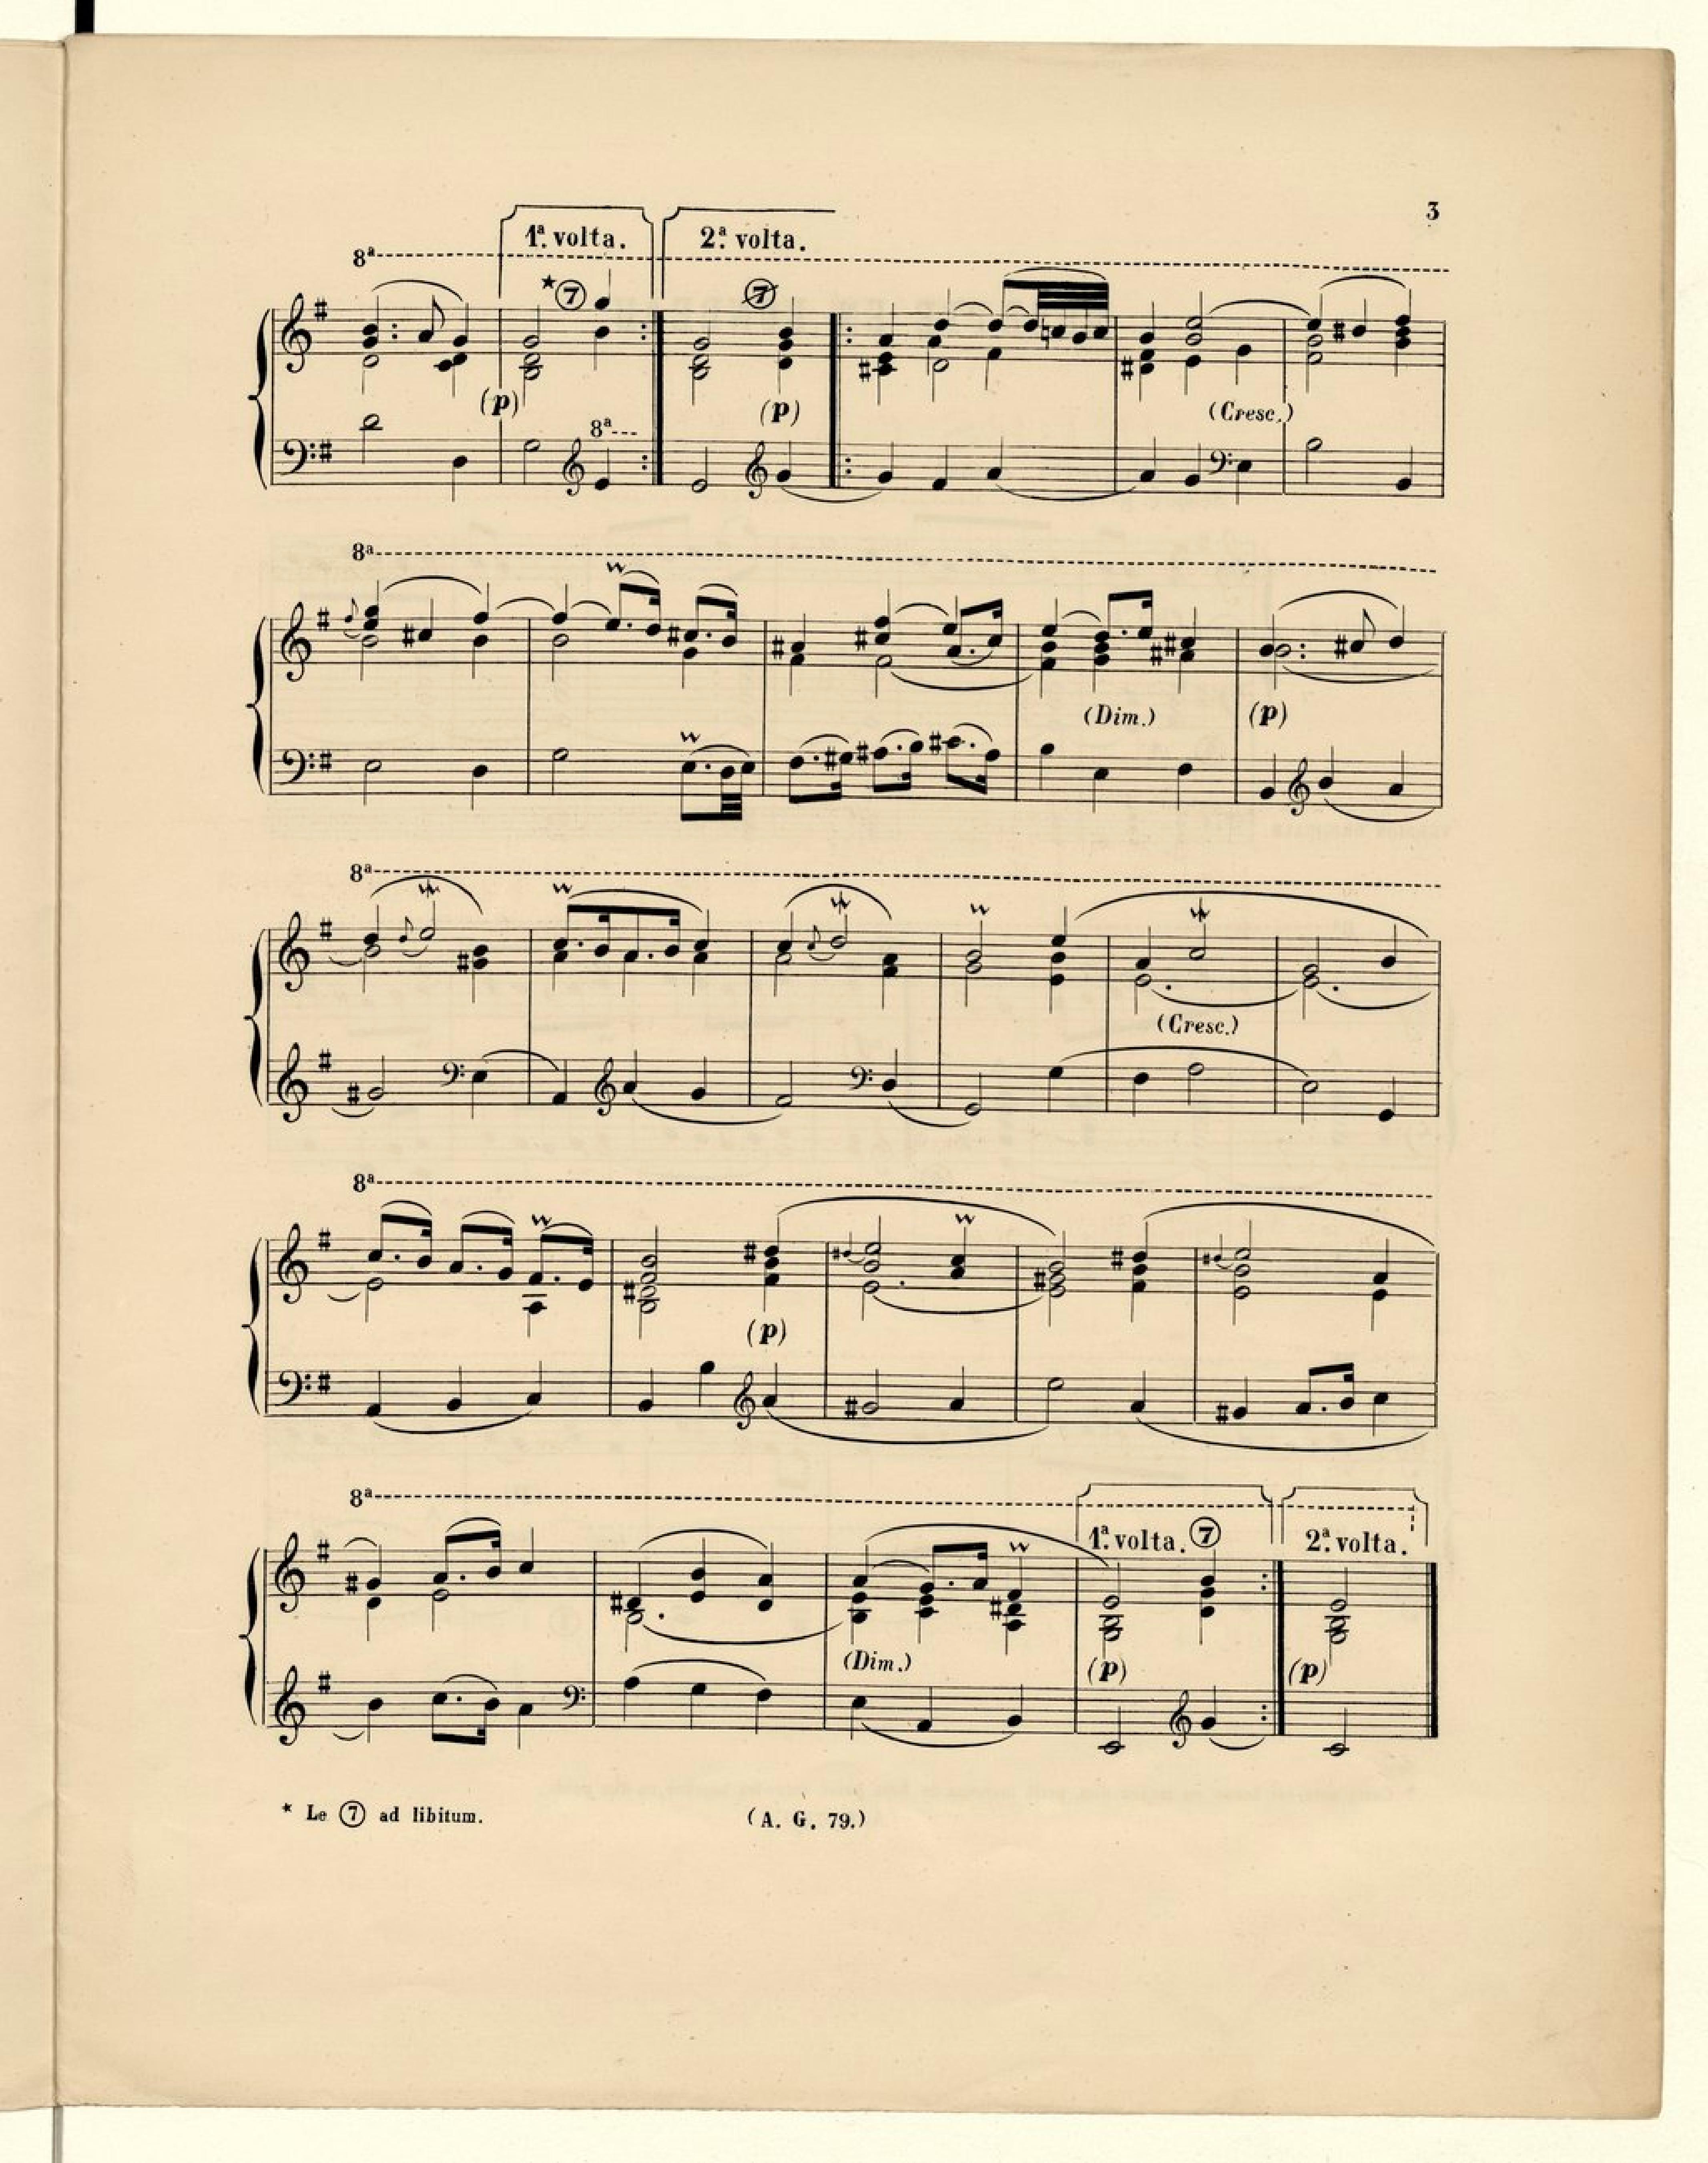 3
1ª. volta. 2ª. volta.
8ª
★ 7 7
(p) (p) (Cresc.)
8ª
8ª
(Dim.) (p)
8ª
(Cresc.)
8ª
(p)
8ª
1ª. volta. 7 2ª. volta.
(Dim.) (p) (p)
* Le 7 ad libitum. (A. G. 79.)